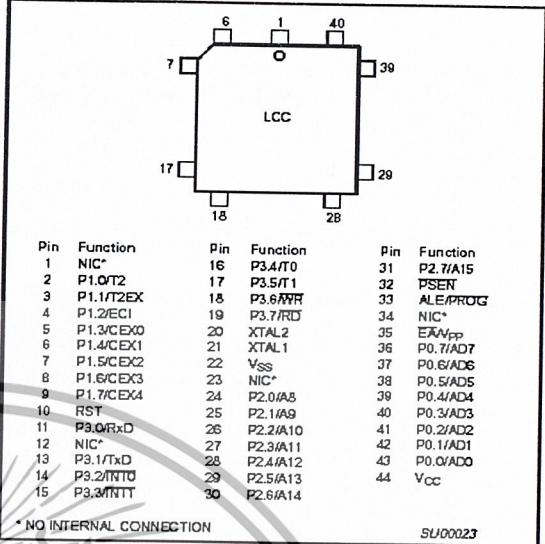 6 1 40
7 39
LCC
17 29
18 28
Pin Function
1 NIC*
2 P1.0/T2
3 P1.1/T2EX
4 P1.2/ECI
5 P1.3/CEX0
6 P1.4/CEX1
7 P1.5/CEX2
8 P1.6/CEX3
9 P1.7/CEX4
10 RST
11 P3.0/RxD
12 NIC*
13 P3.1/TxD
14 P3.2/INT0
15 P3.3/INT1
Pin Function
16 P3.4/T0
17 P3.5/T1
18 P3.6/WR
19 P3.7/RD
20 XTAL2
21 XTAL1
22 VSS
23 NIC*
24 P2.0/A8
25 P2.1/A9
26 P2.2/A10
27 P2.3/A11
28 P2.4/A12
29 P2.5/A13
30 P2.6/A14
Pin Function
31 P2.7/A15
32 PSEN
33 ALE/PROG
34 NIC*
35 EA/VPP
36 P0.7/AD7
37 P0.6/AD6
38 P0.5/AD5
39 P0.4/AD4
40 P0.3/AD3
41 P0.2/AD2
42 P0.1/AD1
43 P0.0/AD0
44 VCC
* NO INTERNAL CONNECTION
SU00023